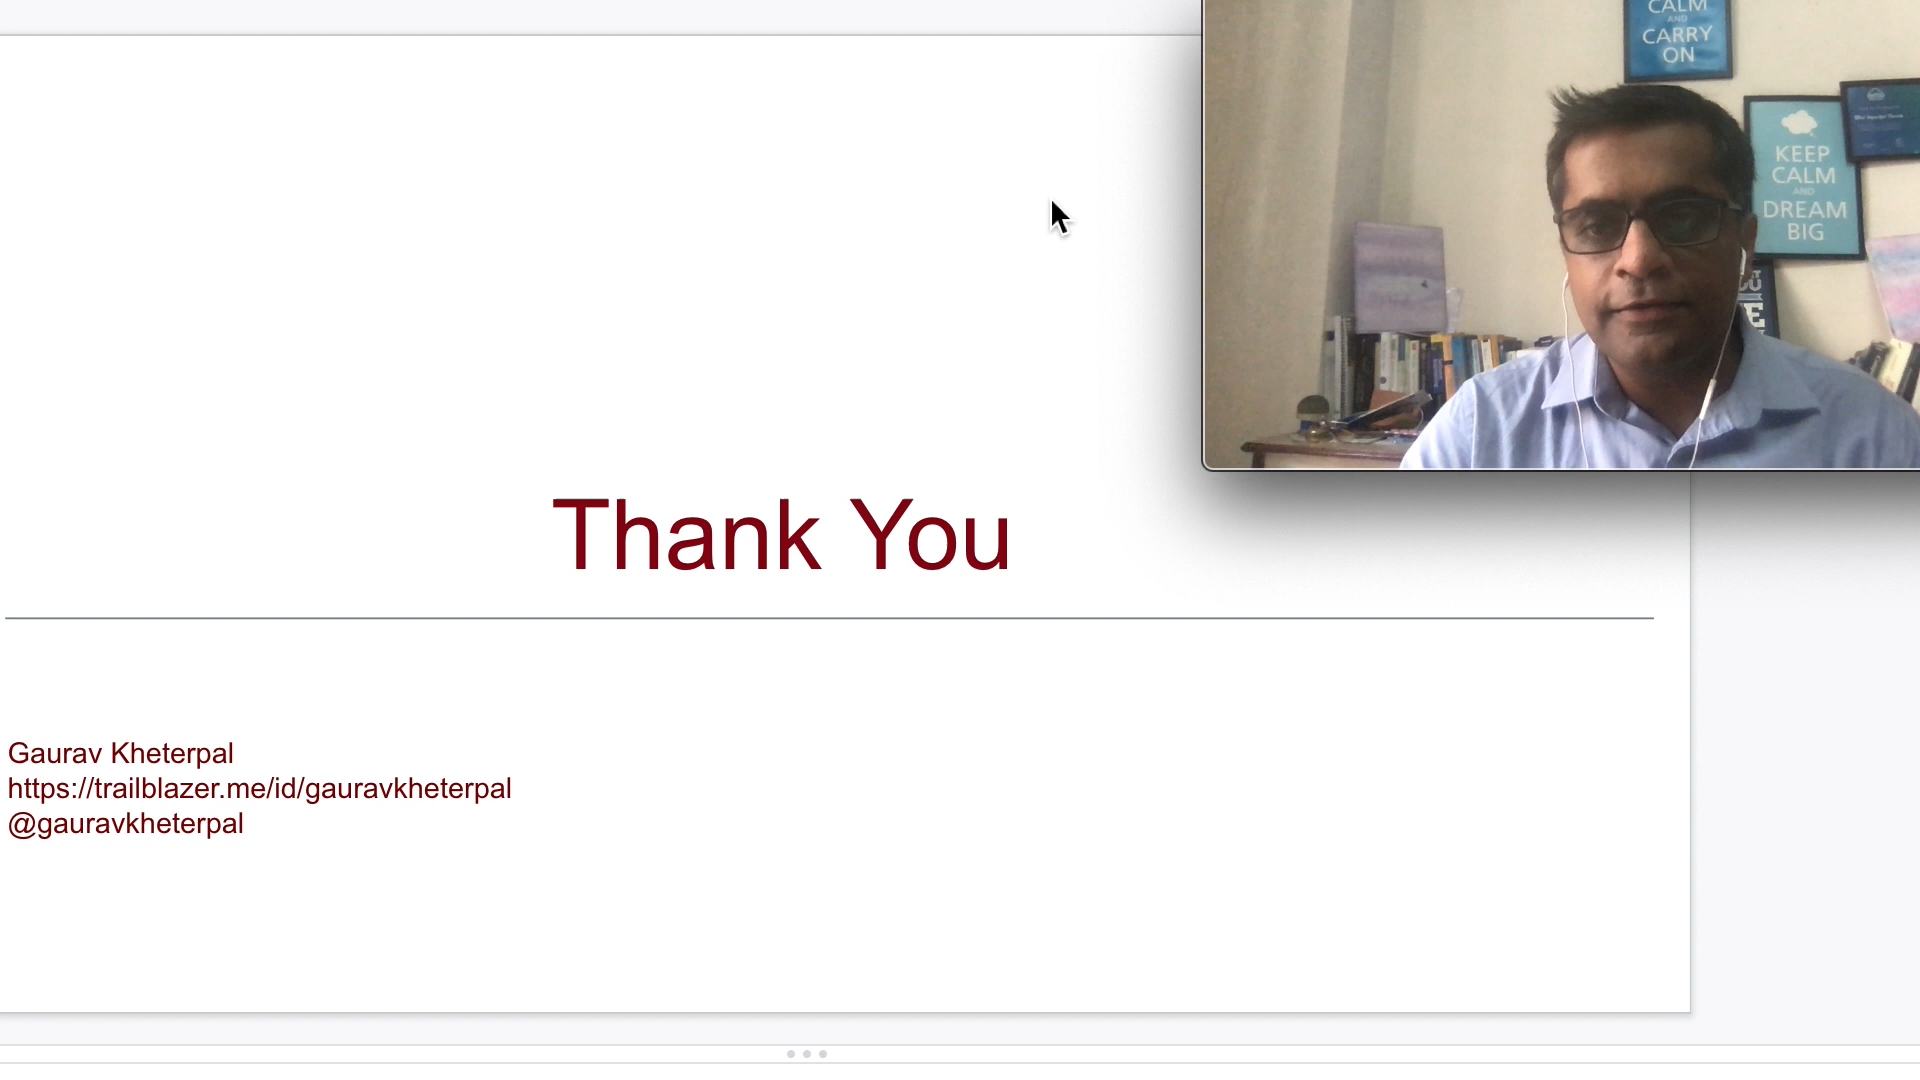 Thank You
Gaurav Kheterpal
https://trailblazer.me/id/gauravkheterpal
@gauravkheterpal
CALM
AND
CARRY
ON
KEEP
CALM
AND
DREAM
BIG